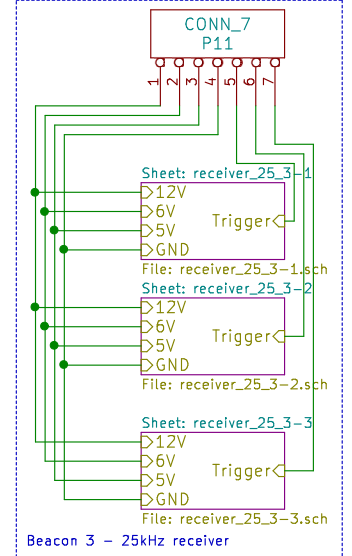 CONN_7
P11
1 2 3 4 5 6 7
Sheet: receiver_25_3-1
12V
6V
5V
GND
Trigger
File: receiver_25_3-1.sch
Sheet: receiver_25_3-2
12V
6V
5V
GND
Trigger
File: receiver_25_3-2.sch
Sheet: receiver_25_3-3
12V
6V
5V
GND
Trigger
File: receiver_25_3-3.sch
Beacon 3 - 25kHz receiver